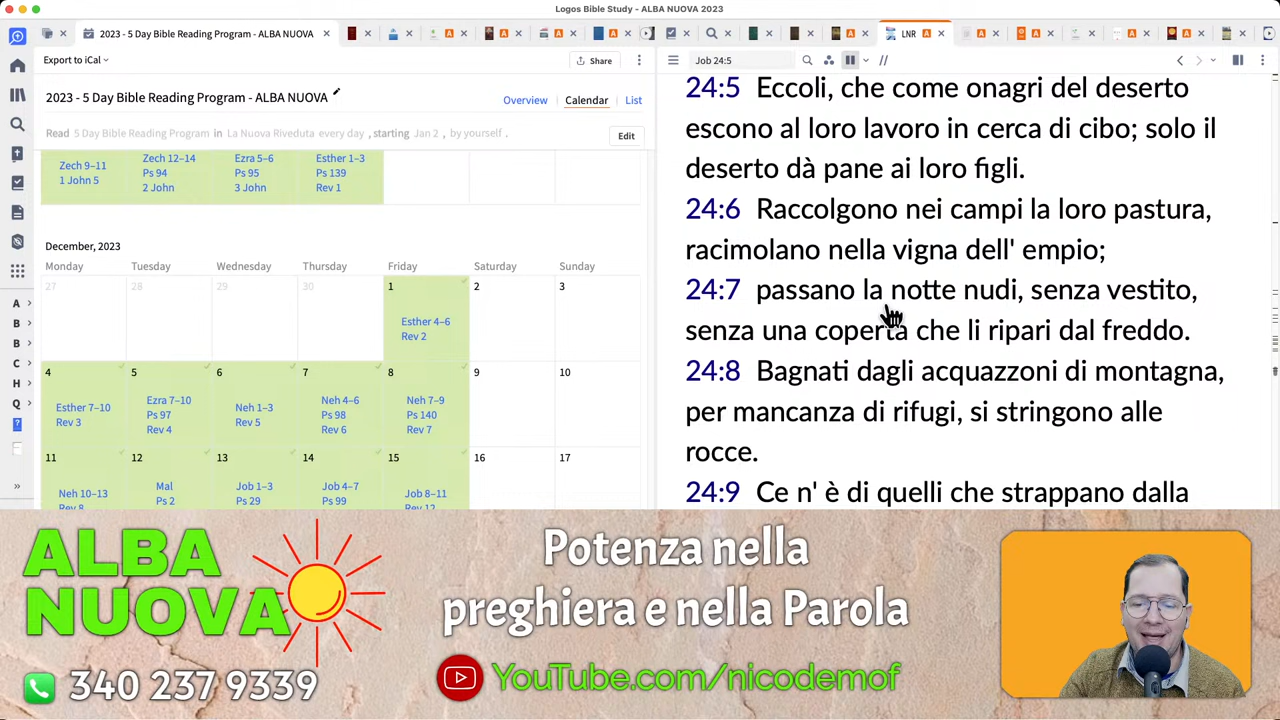 Logos Bible Study - ALBA NUOVA 2023
2023 - 5 Day Bible Reading Program - ALBA NUOVA
LNR
Export to iCal
Share
Job 24:5
2023 - 5 Day Bible Reading Program - ALBA NUOVA
Overview
Calendar
List
Read 5 Day Bible Reading Program in La Nuova Riveduta every day , starting Jan 2 , by yourself .
Edit
Zech 9–11
1 John 5
Zech 12–14
Ps 94
2 John
Ezra 5–6
Ps 95
3 John
Esther 1–3
Ps 139
Rev 1
December, 2023
Monday Tuesday Wednesday Thursday Friday Saturday Sunday
27 28 29 30 1 2 3
Esther 4–6
Rev 2
4 5 6 7 8 9 10
Esther 7–10
Rev 3
Ezra 7–10
Ps 97
Rev 4
Neh 1–3
Rev 5
Neh 4–6
Ps 98
Rev 6
Neh 7–9
Ps 140
Rev 7
11 12 13 14 15 16 17
Neh 10–13
Rev 8
Mal
Ps 2
Job 1–3
Ps 29
Job 4–7
Ps 99
Job 8–11
Rev 12
A
B
B
C
H
Q
24:5 Eccoli, che come onagri del deserto
escono al loro lavoro in cerca di cibo; solo il
deserto dà pane ai loro figli.
24:6 Raccolgono nei campi la loro pastura,
racimolano nella vigna dell' empio;
24:7 passano la notte nudi, senza vestito,
senza una coperta che li ripari dal freddo.
24:8 Bagnati dagli acquazzoni di montagna,
per mancanza di rifugi, si stringono alle
rocce.
24:9 Ce n' è di quelli che strappano dalla
ALBA
NUOVA
340 237 9339
Potenza nella
preghiera e nella Parola
YouTube.com/nicodemof